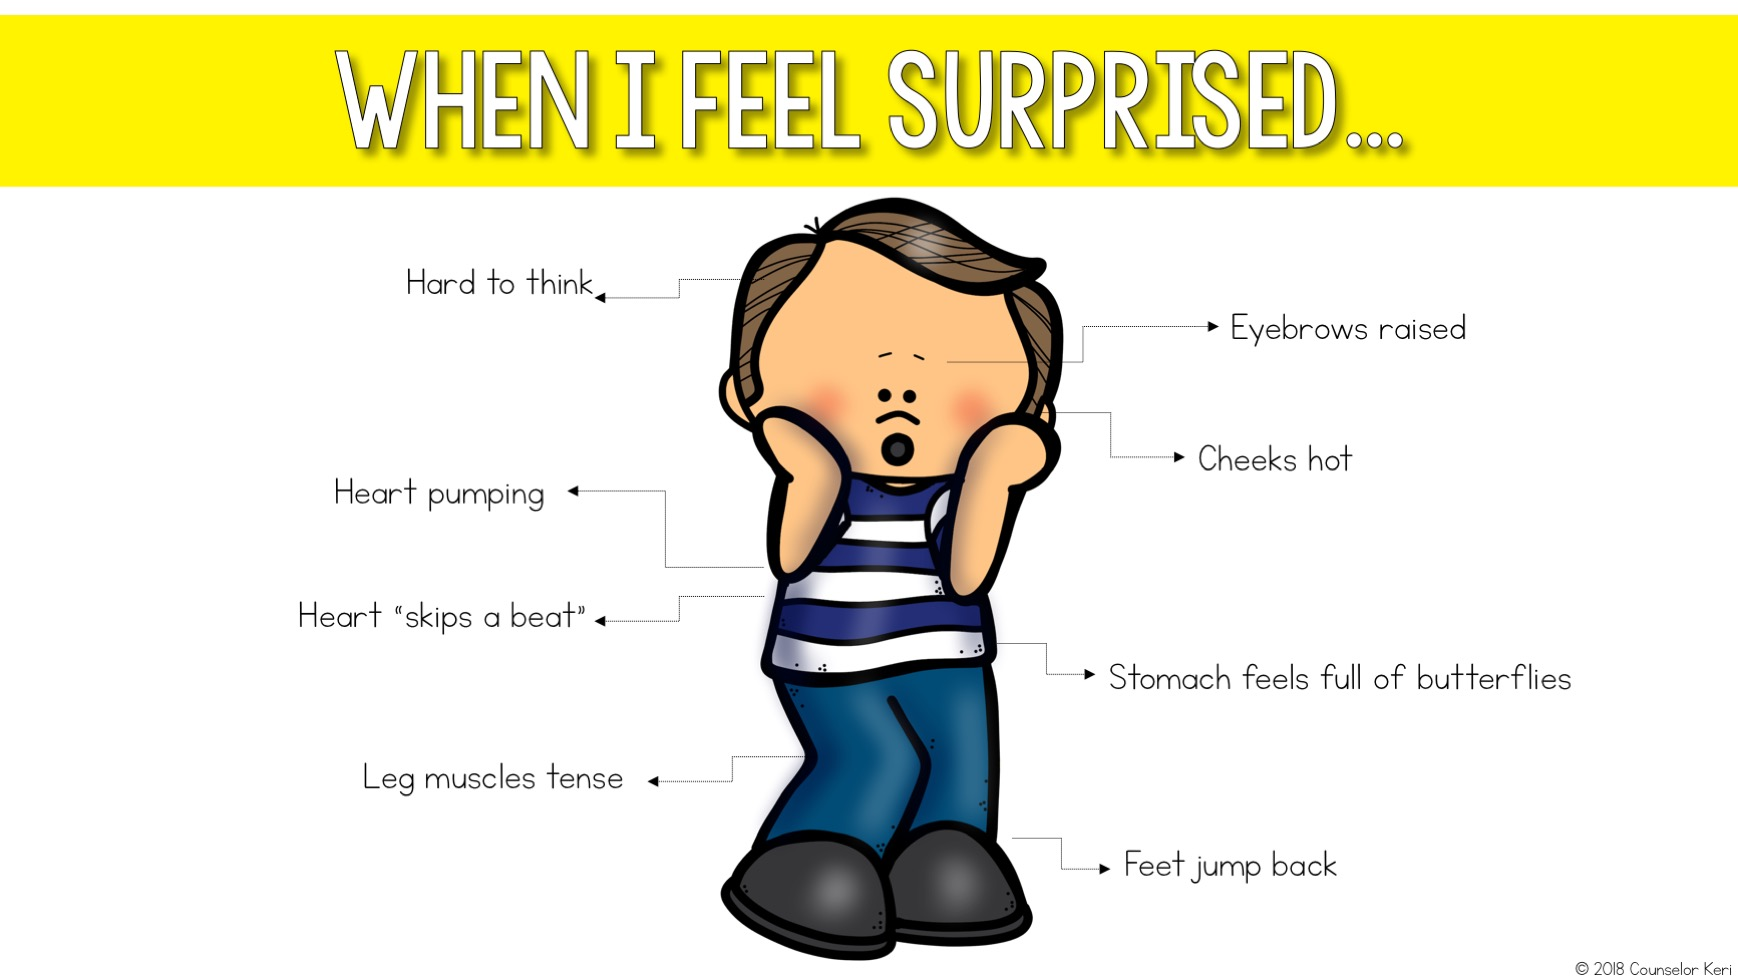 WHEN I FEEL SURPRISED...
Hard to think
Eyebrows raised
Cheeks hot
Heart pumping
Heart “skips a beat”
Stomach feels full of butterflies
Leg muscles tense
Feet jump back
© 2018 Counselor Keri